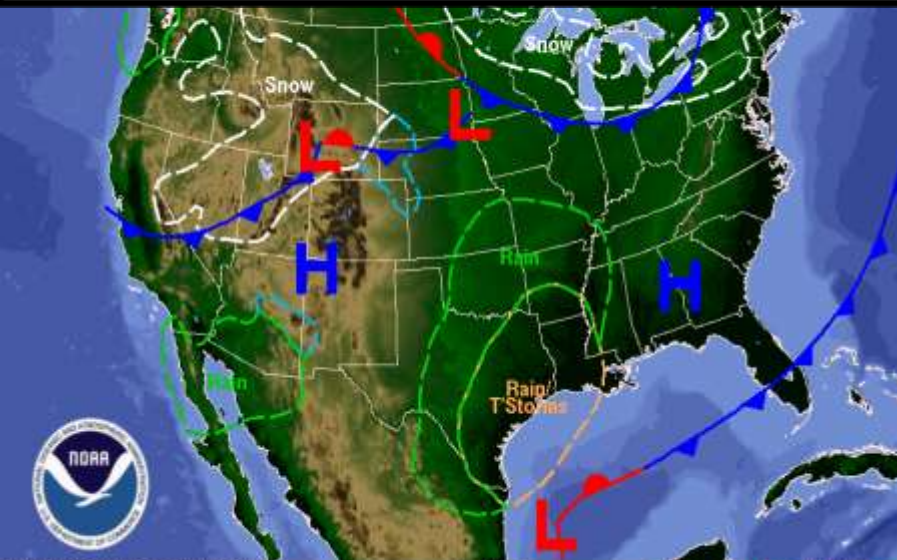 Snow
Snow
L
L
H
Rain
H
Rain
Rain/
T'Storms
L
NOAA